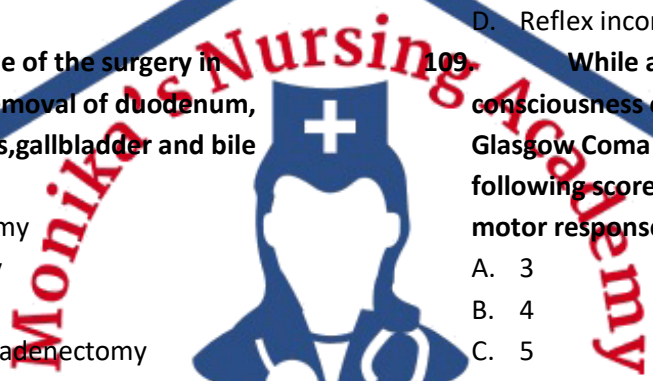 Monika's Nursing Academy
e of the surgery in
moval of duodenum,
s,gallbladder and bile
my
adenectomy
D. Reflex incor
109. While a
consciousness
Glasgow Coma
following score
motor response
A. 3
B. 4
C. 5